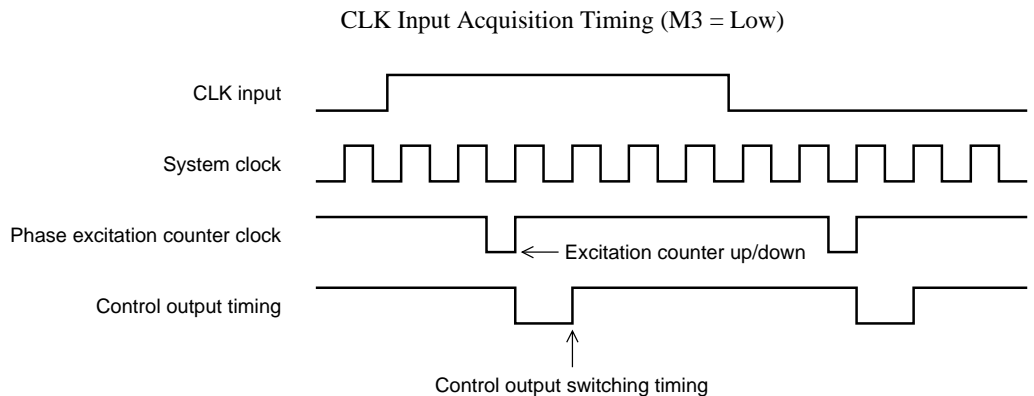 CLK Input Acquisition Timing (M3 = Low)
CLK input
System clock
Phase excitation counter clock
Excitation counter up/down
Control output timing
Control output switching timing